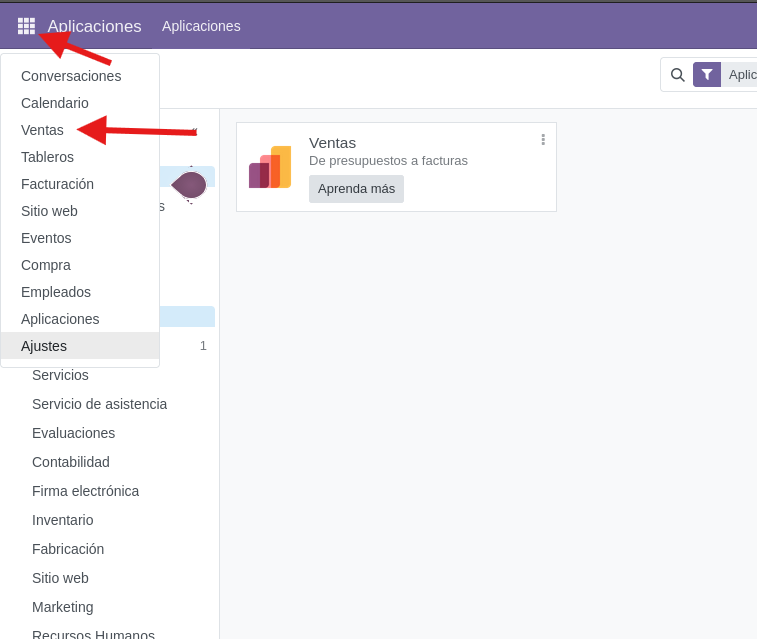 Aplicaciones Aplicaciones
Conversaciones
Calendario
Ventas
Tableros
Facturación
Sitio web
Eventos
Compra
Empleados
Aplicaciones
Ajustes
s
1
Servicios
Servicio de asistencia
Evaluaciones
Contabilidad
Firma electrónica
Inventario
Fabricación
Sitio web
Marketing
Recursos Humanos
Aplic
Ventas
De presupuestos a facturas
Aprenda más